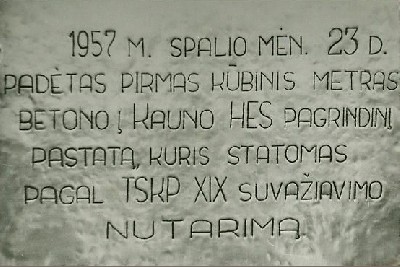 1957 M. SPALIO MĖN. 23 D.
PADĖTAS PIRMAS KŪBINIS METRAS
BETONO Į KAUNO HES PAGRINDINĮ
PASTATĄ, KURIS STATOMAS
PAGAL TSKP XIX SUVAŽIAVIMO
NUTARIMĄ.